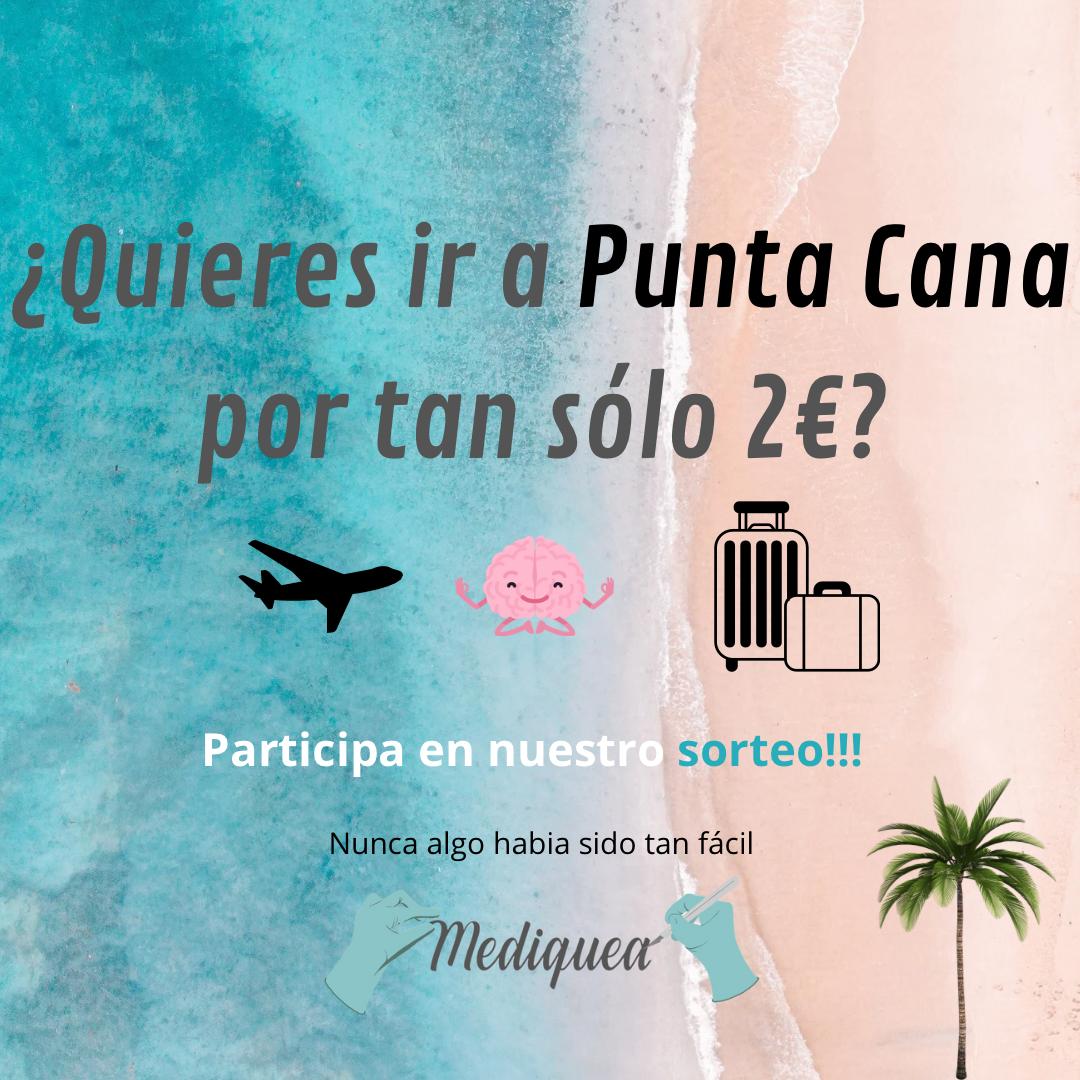 ¿Quieres ir a Punta Cana
por tan sólo 2€?
Participa en nuestro sorteo!!!
Nunca algo habia sido tan fácil
Mediquea